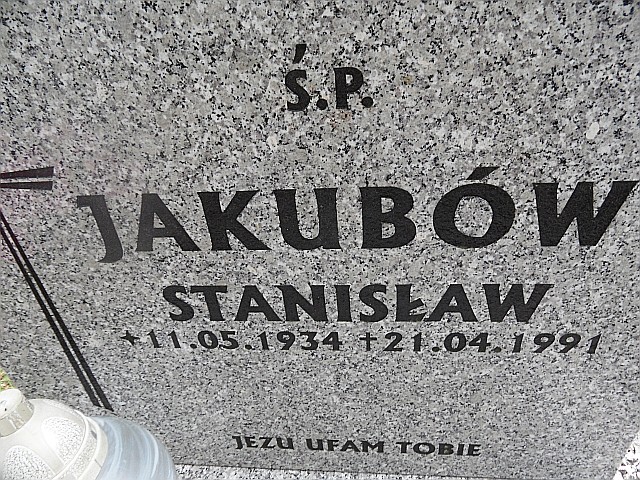 Ś.P.
JAKUBÓW
STANISŁAW
*11.05.1934 †21.04.1991
JEZU UFAM TOBIE